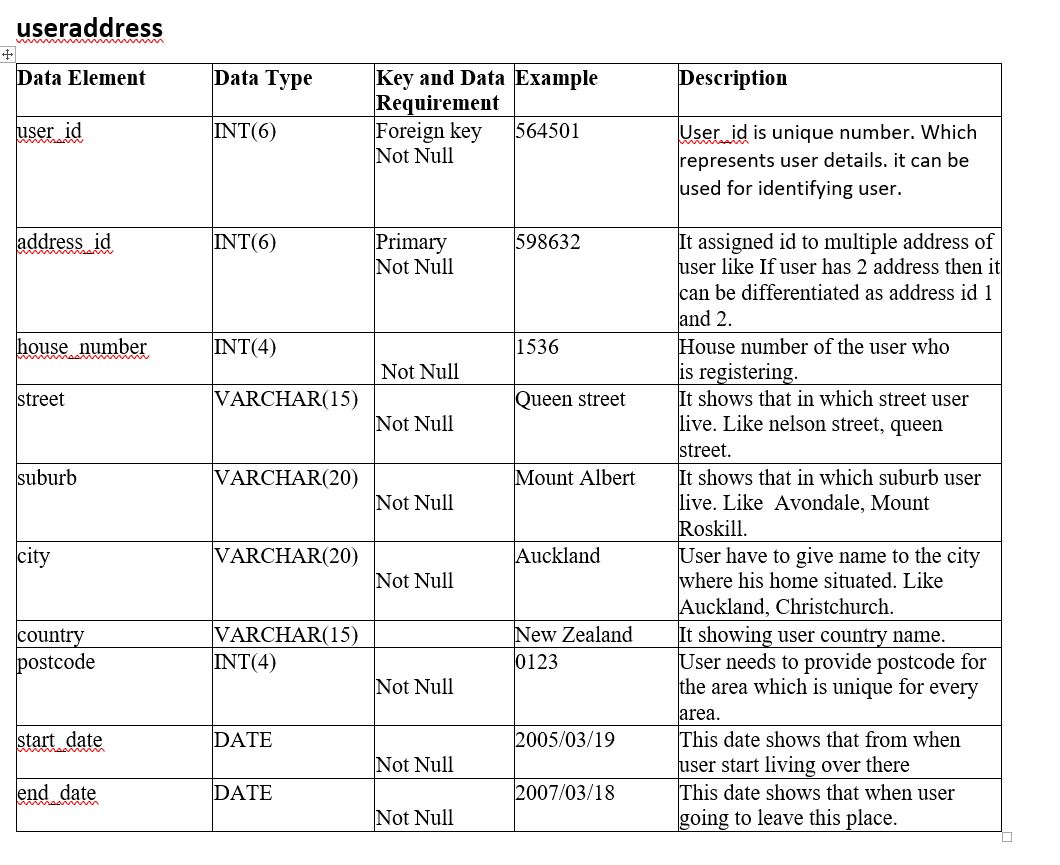 useraddress
Data Element Data Type Key and Data Example Description
Requirement
user_id INT(6) Foreign key 564501 User_id is unique number. Which
Not Null represents user details. it can be
used for identifying user.
address_id INT(6) Primary 598632 It assigned id to multiple address of
Not Null user like If user has 2 address then it
can be differentiated as address id 1
and 2.
house_number INT(4) 1536 House number of the user who
Not Null is registering.
street VARCHAR(15) Queen street It shows that in which street user
Not Null live. Like nelson street, queen
street.
suburb VARCHAR(20) Mount Albert It shows that in which suburb user
Not Null live. Like Avondale, Mount
Roskill.
city VARCHAR(20) Auckland User have to give name to the city
Not Null where his home situated. Like
Auckland, Christchurch.
country VARCHAR(15) New Zealand It showing user country name.
postcode INT(4) 0123 User needs to provide postcode for
Not Null the area which is unique for every
area.
start_date DATE 2005/03/19 This date shows that from when
Not Null user start living over there
end_date DATE 2007/03/18 This date shows that when user
Not Null going to leave this place.